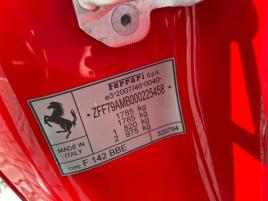 Ferrari S.p.A.
e3*2007/46*0040*
*ZFF79AMB000225458*
1785 kg
1785 kg
1 820 kg
2 975 kg
MADE IN
ITALY
320794
TYPE F 142 BBE